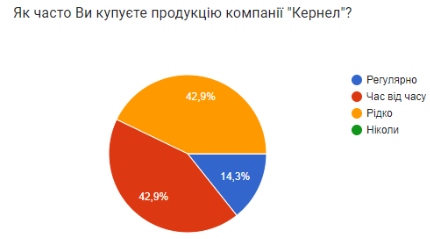 Як часто Ви купуєте продукцію компанії "Кернел"?
Регулярно
Час від часу
Рідко
Ніколи
42,9%
14,3%
42,9%